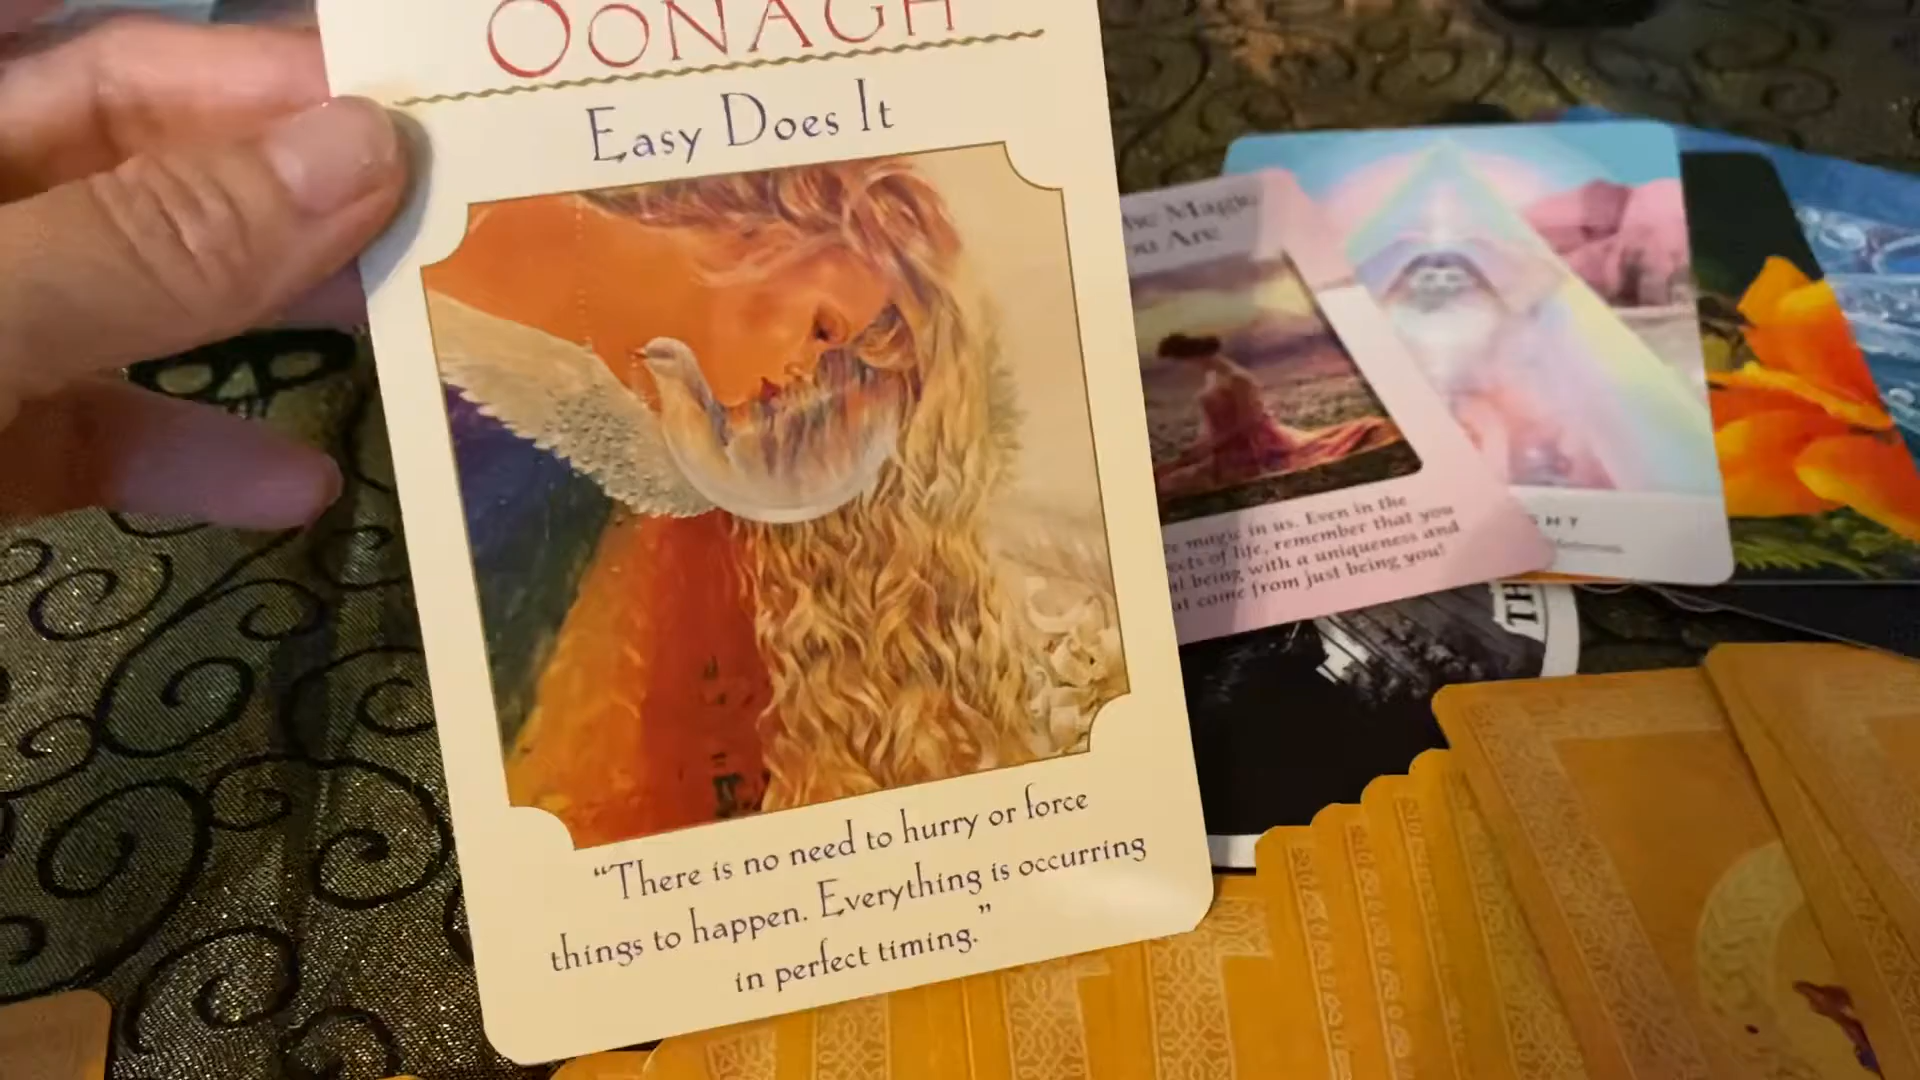 OONAGH
Easy Does It
“There is no need to hurry or force
things to happen. Everything is occurring
in perfect timing.”
Magic
Are
magic in us. Even in the
of life, remember that you
being with a uniqueness and
come from just being you!